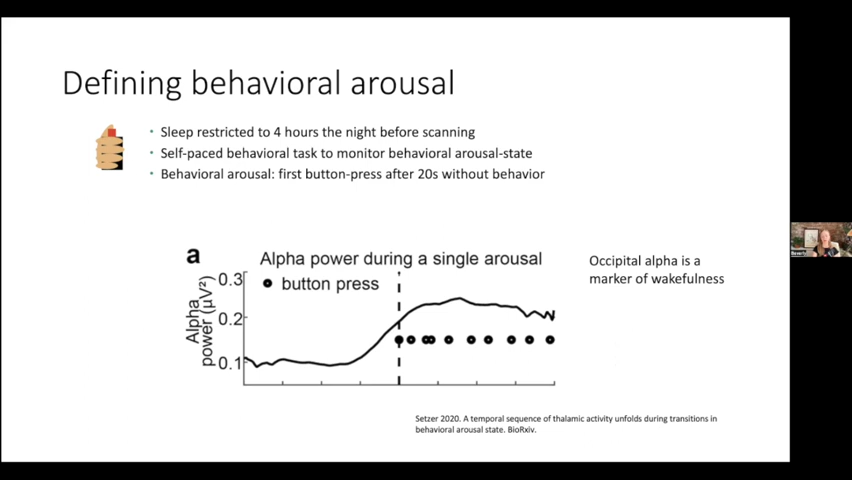 Defining behavioral arousal
• Sleep restricted to 4 hours the night before scanning
• Self-paced behavioral task to monitor behavioral arousal-state
• Behavioral arousal: first button-press after 20s without behavior
a
Alpha power during a single arousal
button press
Alpha
power (µV²)
0.3
0.2
0.1
Occipital alpha is a
marker of wakefulness
Setzer 2020. A temporal sequence of thalamic activity unfolds during transitions in
behavioral arousal state. BioRxiv.